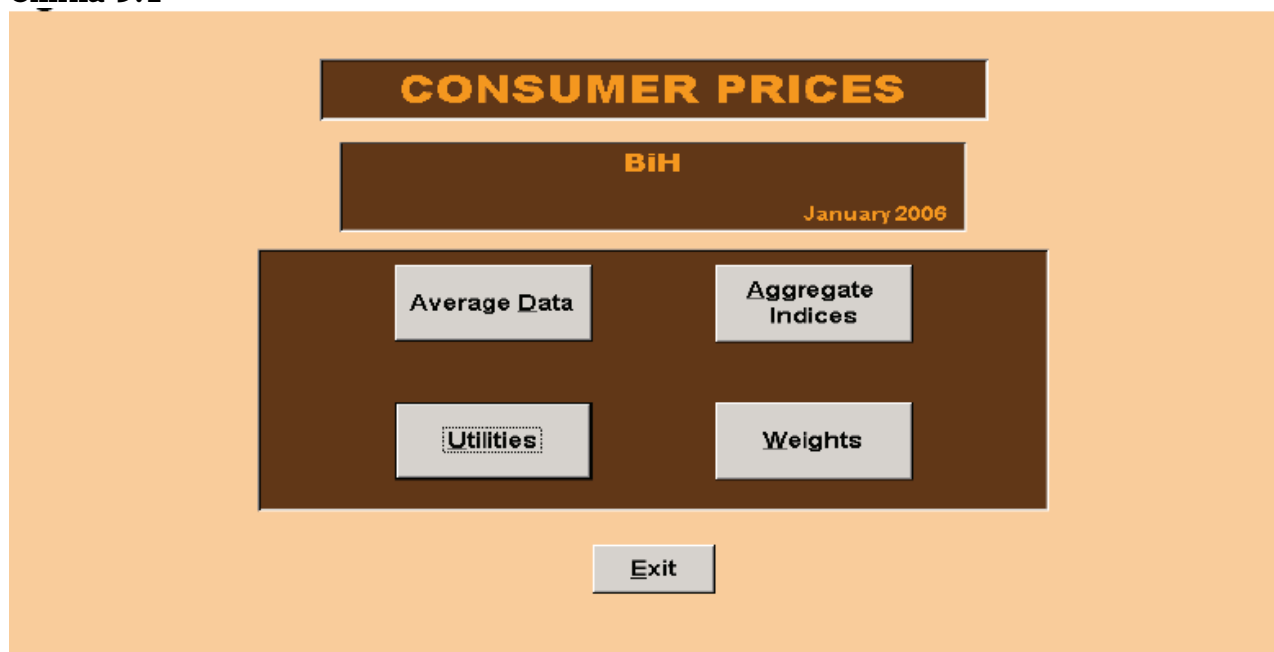 CONSUMER PRICES
BiH
January 2006
Average Data
Aggregate
Indices
Utilities
Weights
Exit